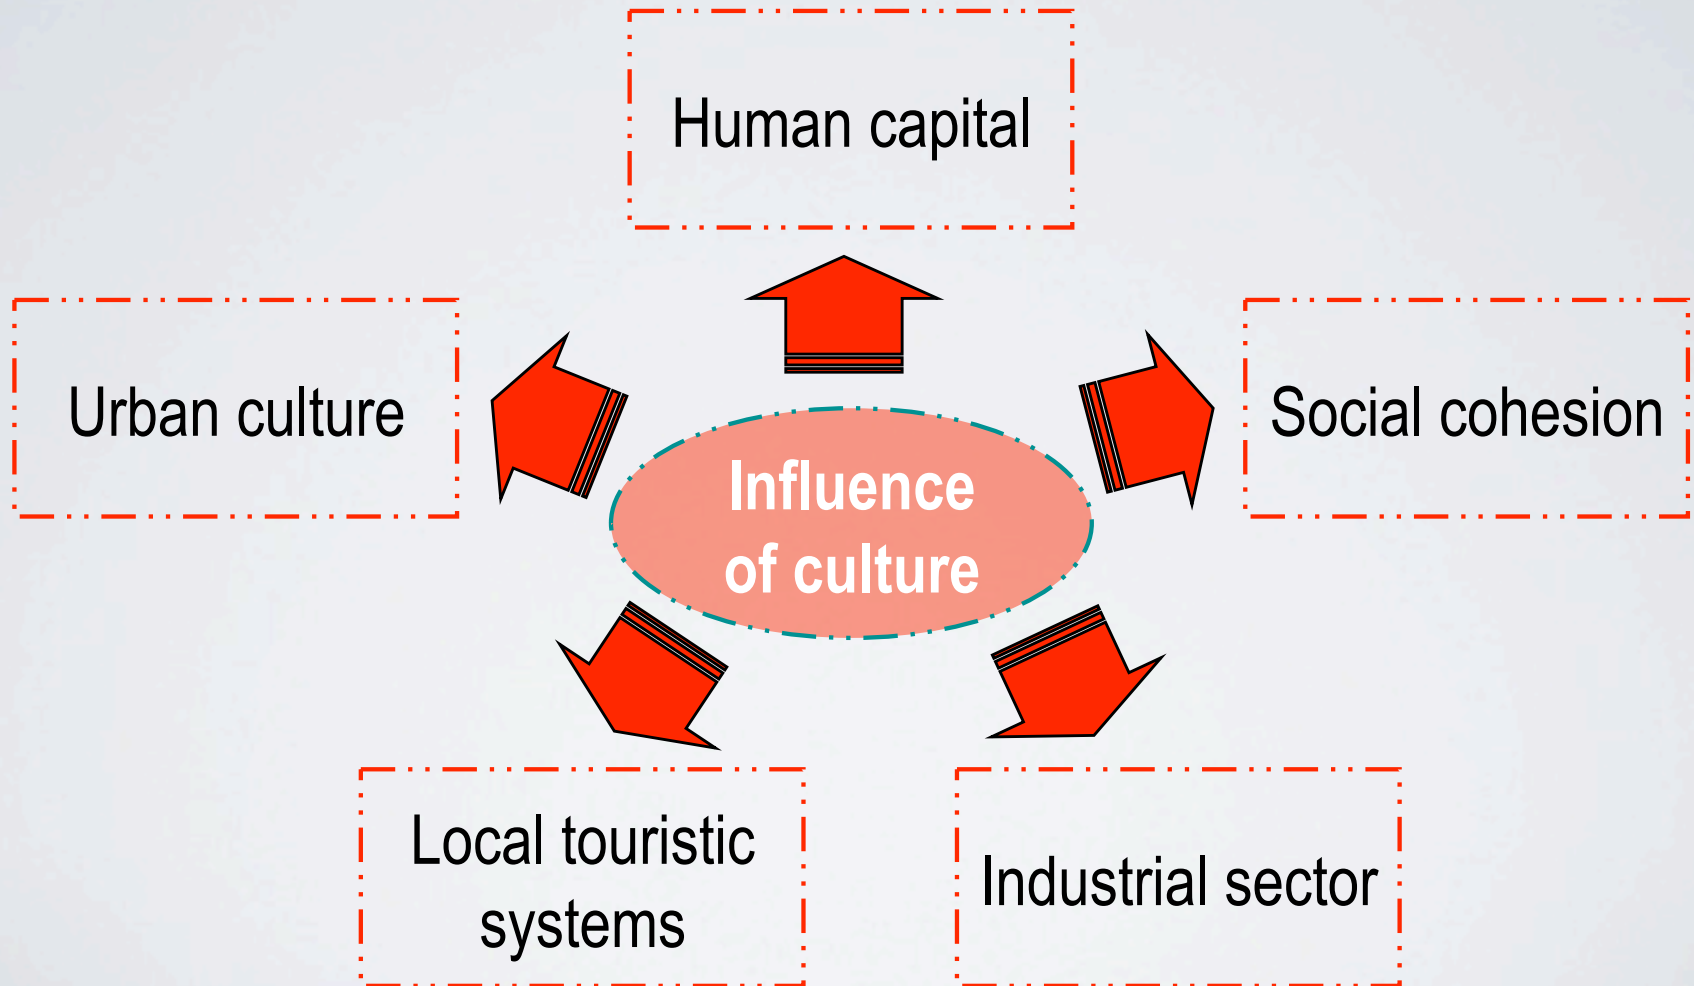 Human capital
Urban culture
Social cohesion
Influence
of culture
Local touristic
systems
Industrial sector